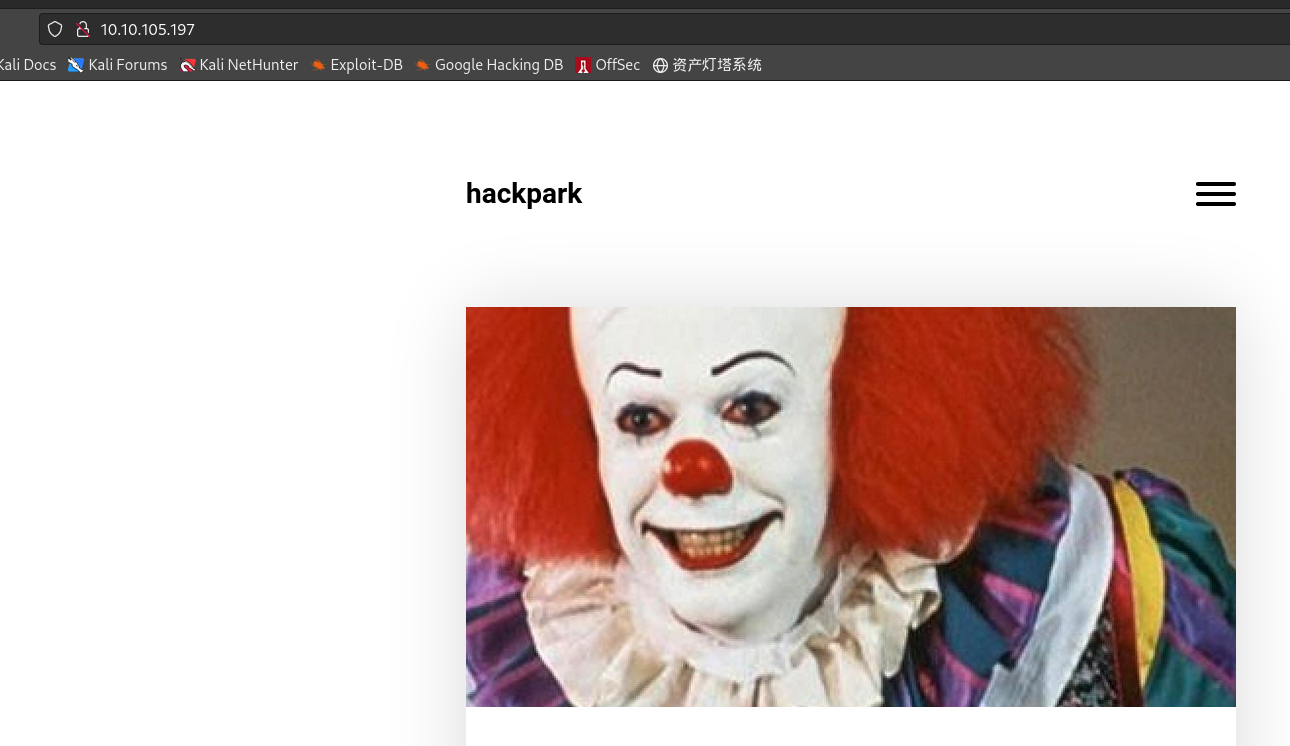 10.10.105.197
Kali Docs Kali Forums Kali NetHunter Exploit-DB Google Hacking DB OffSec 资产灯塔系统
hackpark